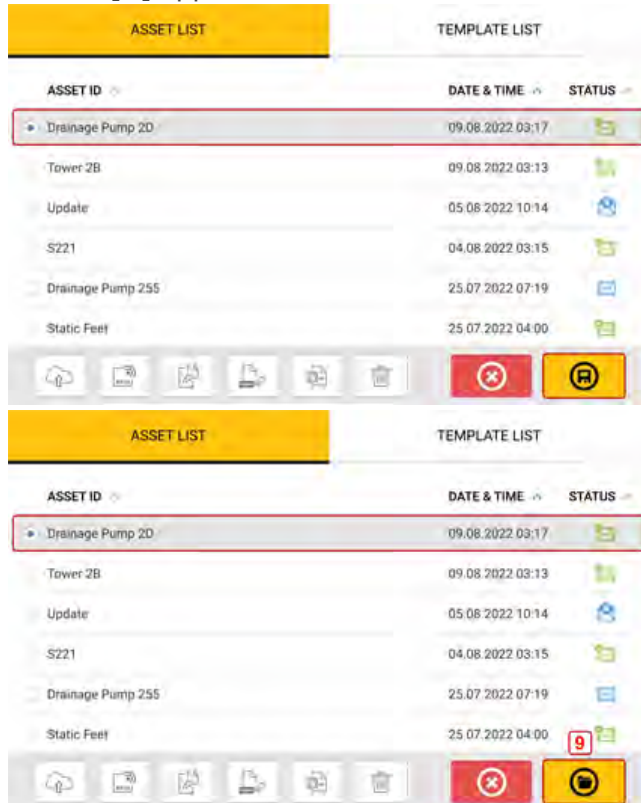 ASSET LIST TEMPLATE LIST
ASSET ID DATE & TIME STATUS
Drainage Pump 2D 09.08.2022 03:17
Tower 2B 09.08.2022 03:13
Update 05.08.2022 10:14
S221 04.08.2022 03:15
Drainage Pump 255 25.07.2022 07:19
Static Feet 25.07.2022 04:00
ASSET LIST TEMPLATE LIST
ASSET ID DATE & TIME STATUS
Drainage Pump 2D 09.08.2022 03:17
Tower 2B 09.08.2022 03:13
Update 05.08.2022 10:14
S221 04.08.2022 03:15
Drainage Pump 255 25.07.2022 07:19
Static Feet 25.07.2022 04:00
9